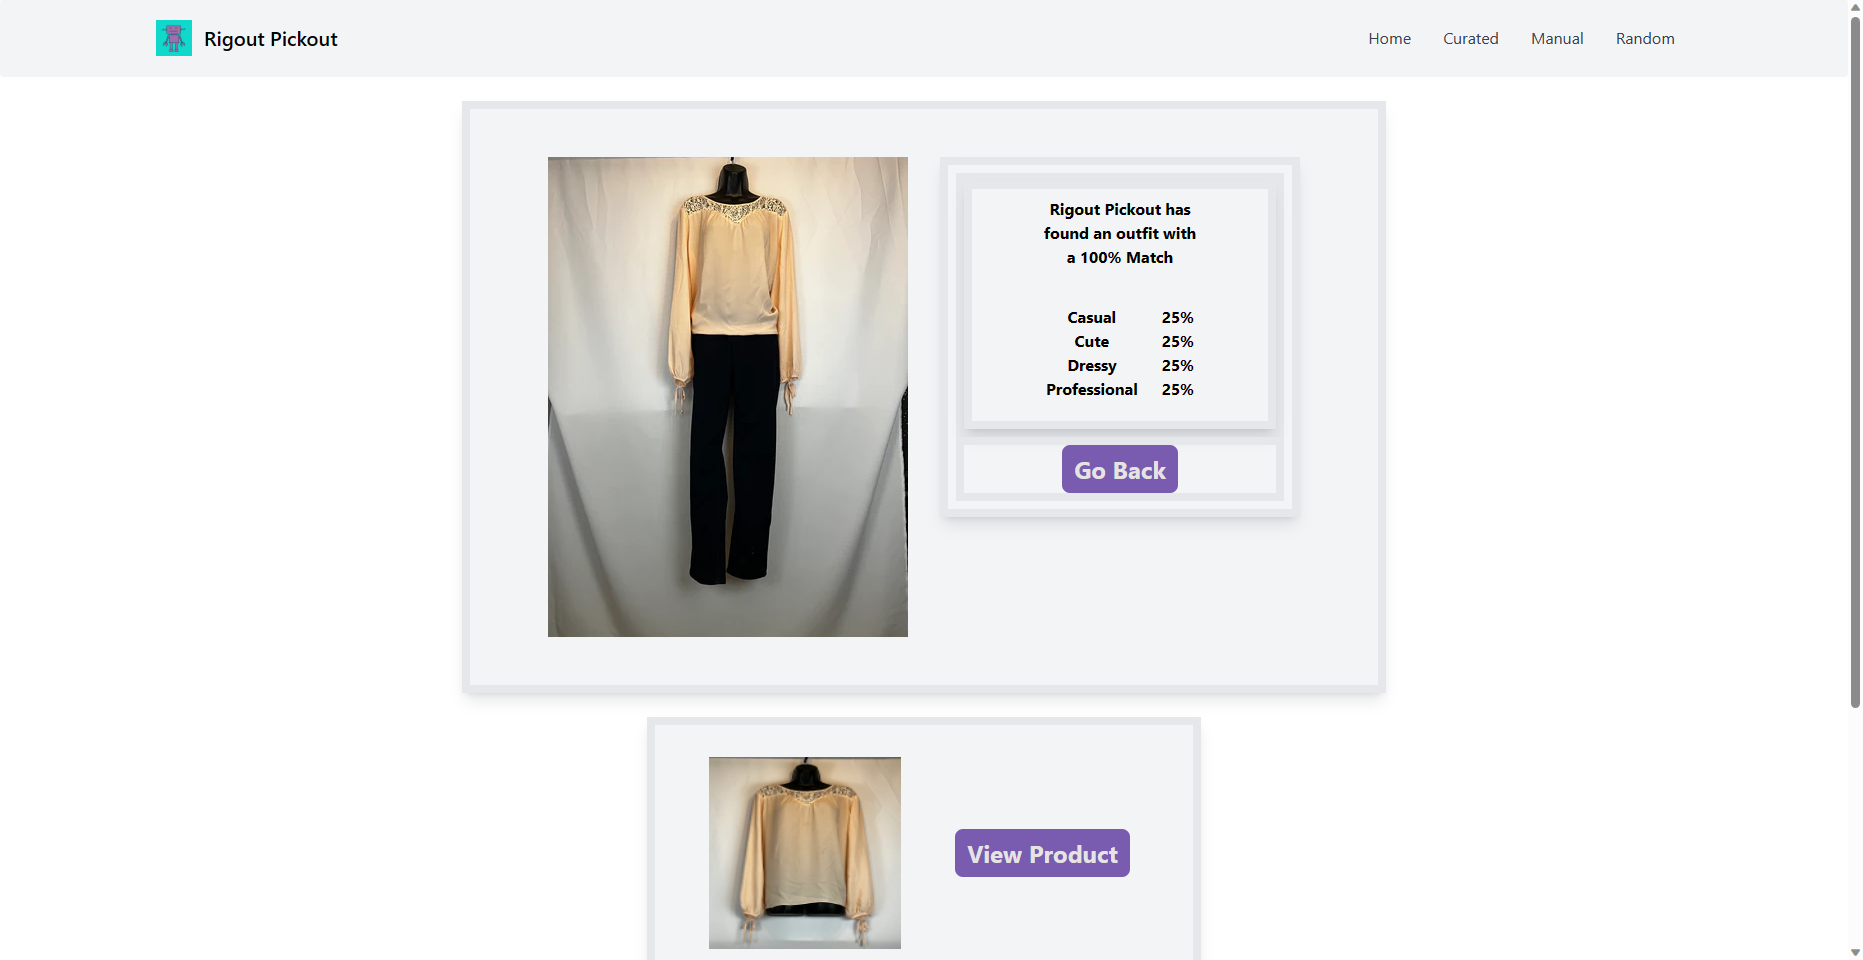 Rigout Pickout
Home Curated Manual Random
Rigout Pickout has
found an outfit with
a 100% Match
Casual 25%
Cute 25%
Dressy 25%
Professional 25%
Go Back
View Product